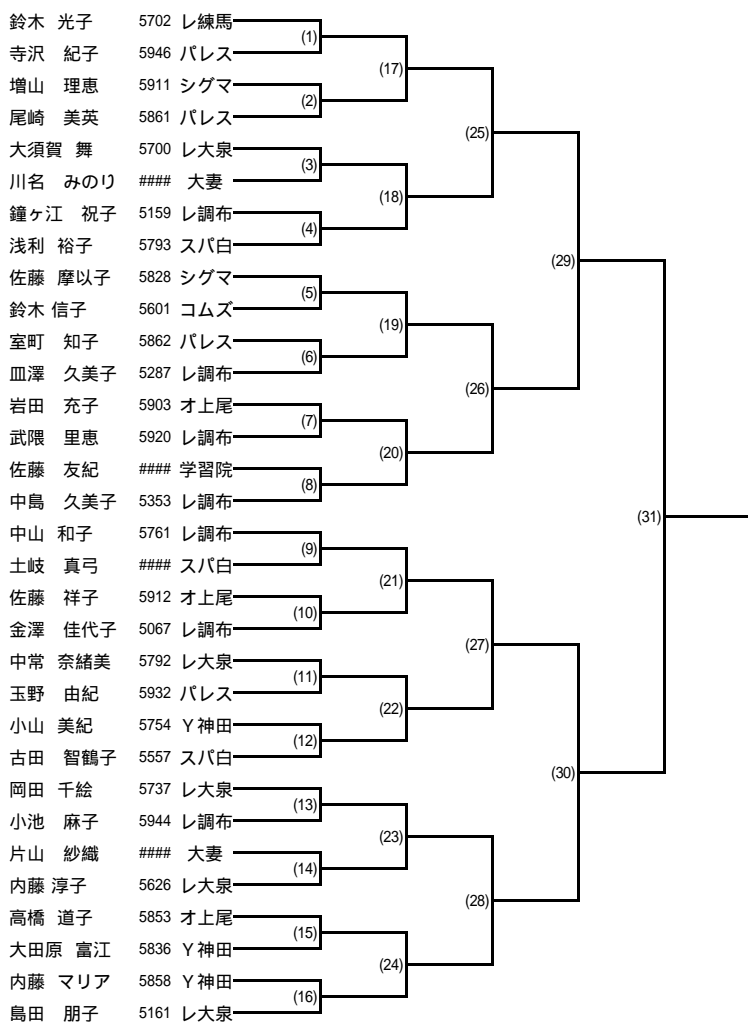 鈴木 光子 5702 レ練馬
(1)
寺沢 紀子 5946 パレス
(17)
増山 理恵 5911 シグマ
(2)
尾崎 美英 5861 パレス
(25)
大須賀 舞 5700 レ大泉
(3)
川名 みのり #### 大妻
(18)
鐘ヶ江 祝子 5159 レ調布
(4)
浅利 裕子 5793 スパ白
(29)
佐藤 摩以子 5828 シグマ
(5)
鈴木 信子 5601 コムズ
(19)
室町 知子 5862 パレス
(6)
皿澤 久美子 5287 レ調布
(26)
岩田 充子 5903 オ上尾
(7)
武隈 里恵 5920 レ調布
(20)
佐藤 友紀 #### 学習院
(8)
中島 久美子 5353 レ調布
(31)
中山 和子 5761 レ調布
(9)
土岐 真弓 #### スパ白
(21)
佐藤 祥子 5912 オ上尾
(10)
金澤 佳代子 5067 レ調布
(27)
中常 奈緒美 5792 レ大泉
(11)
玉野 由紀 5932 パレス
(22)
小山 美紀 5754 Y神田
(12)
古田 智鶴子 5557 スパ白
(30)
岡田 千絵 5737 レ大泉
(13)
小池 麻子 5944 レ調布
(23)
片山 紗織 #### 大妻
(14)
内藤 淳子 5626 レ大泉
(28)
高橋 道子 5853 オ上尾
(15)
大田原 富江 5836 Y神田
(24)
内藤 マリア 5858 Y神田
(16)
島田 朋子 5161 レ大泉